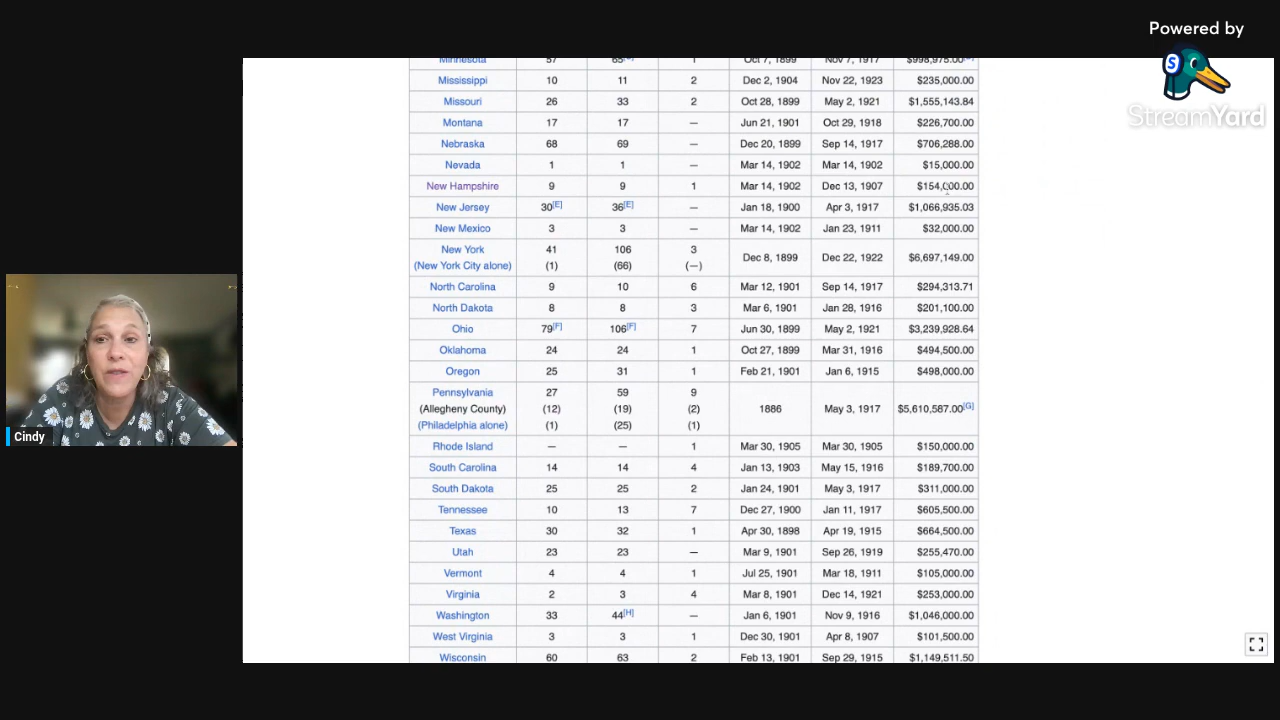 Powered by
S
StreamYard
Minnesota 57 65 1 Oct 7, 1899 Nov 7, 1917 $998,975.00
Mississippi 10 11 2 Dec 2, 1904 Nov 22, 1923 $235,000.00
Missouri 26 33 2 Oct 28, 1899 May 2, 1921 $1,555,143.84
Montana 17 17 — Jun 21, 1901 Oct 29, 1918 $226,700.00
Nebraska 68 69 — Dec 20, 1899 Sep 14, 1917 $706,288.00
Nevada 1 1 — Mar 14, 1902 Mar 14, 1902 $15,000.00
New Hampshire 9 9 1 Mar 14, 1902 Dec 13, 1907 $154,000.00
New Jersey 30[E] 36[E] — Jan 18, 1900 Apr 3, 1917 $1,066,935.03
New Mexico 3 3 — Mar 14, 1902 Jan 23, 1911 $32,000.00
New York 41 106 3 Dec 8, 1899 Dec 22, 1922 $6,697,149.00
(New York City alone) (1) (66) (—)
North Carolina 9 10 6 Mar 12, 1901 Sep 14, 1917 $294,313.71
North Dakota 8 8 3 Mar 6, 1901 Jan 28, 1916 $201,100.00
Ohio 79[F] 106[F] 7 Jun 30, 1899 May 2, 1921 $3,239,928.64
Oklahoma 24 24 1 Oct 27, 1899 Mar 31, 1916 $494,500.00
Oregon 25 31 1 Feb 21, 1901 Jan 6, 1915 $498,000.00
Pennsylvania 27 59 9
(Allegheny County) (12) (19) (2) 1886 May 3, 1917 $5,610,587.00[G]
(Philadelphia alone) (1) (25) (1)
Rhode Island — — 1 Mar 30, 1905 Mar 30, 1905 $150,000.00
South Carolina 14 14 4 Jan 13, 1903 May 15, 1916 $189,700.00
South Dakota 25 25 2 Jan 24, 1901 May 3, 1917 $311,000.00
Tennessee 10 13 7 Dec 27, 1900 Jan 11, 1917 $605,500.00
Texas 30 32 1 Apr 30, 1898 Apr 19, 1915 $664,500.00
Utah 23 23 — Mar 9, 1901 Sep 26, 1919 $255,470.00
Vermont 4 4 1 Jul 25, 1901 Mar 18, 1911 $105,000.00
Virginia 2 3 4 Mar 8, 1901 Dec 14, 1921 $253,000.00
Washington 33 44[H] — Jan 6, 1901 Nov 9, 1916 $1,046,000.00
West Virginia 3 3 1 Dec 30, 1901 Apr 8, 1907 $101,500.00
Wisconsin 60 63 2 Feb 13, 1901 Sep 29, 1915 $1,149,511.50
Cindy